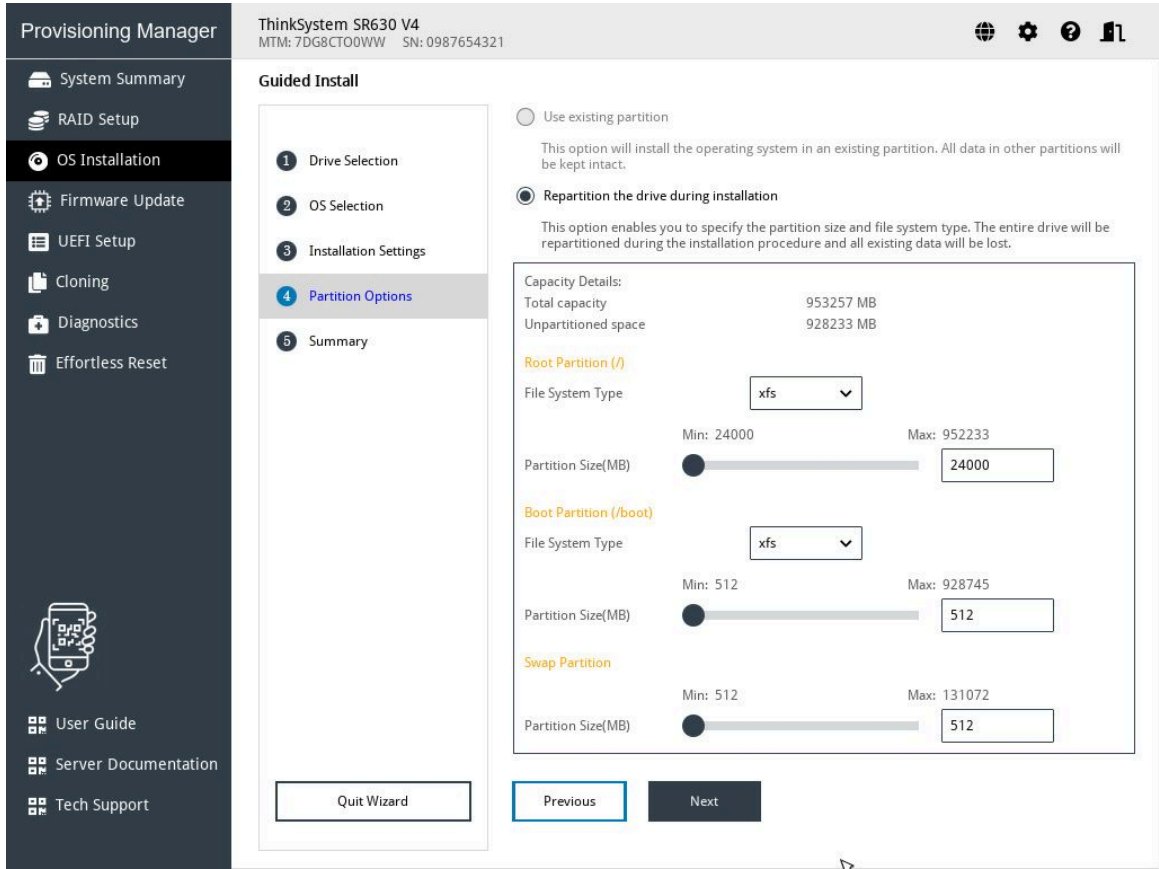 Provisioning Manager
ThinkSystem SR630 V4
MTM: 7DG8CTO0WW SN: 0987654321
System Summary
RAID Setup
OS Installation
Firmware Update
UEFI Setup
Cloning
Diagnostics
Effortless Reset
User Guide
Server Documentation
Tech Support
Guided Install
1 Drive Selection
2 OS Selection
3 Installation Settings
4 Partition Options
5 Summary
Quit Wizard
Use existing partition
This option will install the operating system in an existing partition. All data in other partitions will
be kept intact.
Repartition the drive during installation
This option enables you to specify the partition size and file system type. The entire drive will be
repartitioned during the installation procedure and all existing data will be lost.
Capacity Details:
Total capacity 953257 MB
Unpartitioned space 928233 MB
Root Partition (/)
File System Type xfs
Min: 24000 Max: 952233
Partition Size(MB) 24000
Boot Partition (/boot)
File System Type xfs
Min: 512 Max: 928745
Partition Size(MB) 512
Swap Partition
Min: 512 Max: 131072
Partition Size(MB) 512
Previous Next